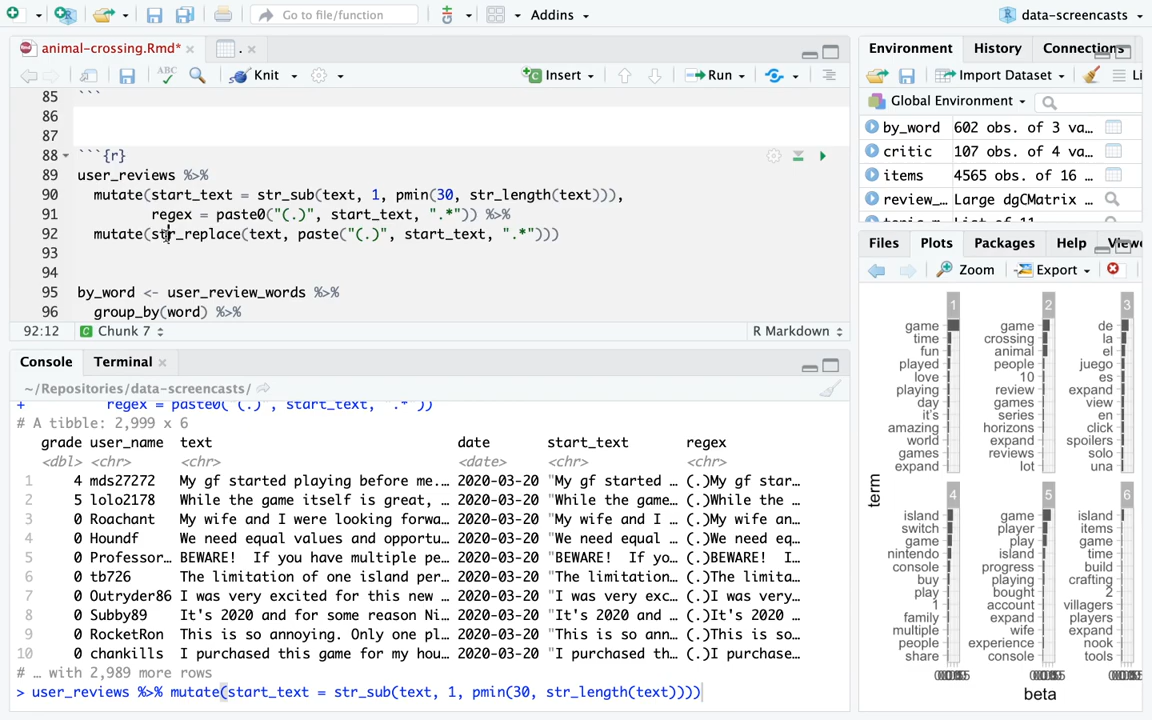 Go to file/function
Addins
data-screencasts
animal-crossing.Rmd*
.
Environment
History
Connections
ABC
Knit
Insert
Run
Import Dataset
Li
Global Environment
85 ```
86
87
88 ```{r}
89 user_reviews %>%
90 mutate(start_text = str_sub(text, 1, pmin(30, str_length(text))),
91 regex = paste0("(.)", start_text, ".*")) %>%
92 mutate(str_replace(text, paste("(.)", start_text, ".*")))
93
94
95 by_word <- user_review_words %>%
96 group_by(word) %>%
92:12
Chunk 7
R Markdown
by_word 602 obs. of 3 va…
critic 107 obs. of 4 var…
items 4565 obs. of 16 …
review_… Large dgCMatrix …
Files
Plots
Packages
Help
Viewe
Zoom
Export
Console
Terminal
~/Repositories/data-screencasts/
+ regex = paste0("(.)", start_text, ".*"))
# A tibble: 2,999 x 6
grade user_name text date start_text regex
<dbl> <chr> <chr> <date> <chr> <chr>
1 4 mds27272 My gf started playing before me… 2020-03-20 "My gf started … (.)My gf star…
2 5 lolo2178 While the game itself is great, … 2020-03-20 "While the game… (.)While the …
3 0 Roachant My wife and I were looking forwa… 2020-03-20 "My wife and I … (.)My wife an…
4 0 Houndf We need equal values and opportu… 2020-03-20 "We need equal … (.)We need eq…
5 0 Professor… BEWARE! If you have multiple pe… 2020-03-20 "BEWARE! If yo… (.)BEWARE! I…
6 0 tb726 The limitation of one island per… 2020-03-20 "The limitation… (.)The limita…
7 0 Outryder86 I was very excited for this new … 2020-03-20 "I was very exc… (.)I was very…
8 0 Subby89 It's 2020 and for some reason Ni… 2020-03-20 "It's 2020 and … (.)It's 2020 …
9 0 RocketRon This is so annoying. Only one pl… 2020-03-20 "This is so ann… (.)This is so…
10 0 chankills I purchased this game for my hou… 2020-03-20 "I purchased th… (.)I purchase…
# … with 2,989 more rows
> user_reviews %>% mutate(start_text = str_sub(text, 1, pmin(30, str_length(text))))
term
1
game
time
fun
played
love
playing
day
it's
amazing
world
games
expand
2
game
crossing
animal
people
10
review
games
series
horizons
expand
reviews
lot
3
de
la
el
juego
es
expand
view
en
click
spoilers
solo
una
4
island
switch
game
nintendo
console
buy
play
1
family
multiple
people
share
5
game
player
play
island
progress
playing
bought
account
expand
wife
experience
console
6
island
items
game
time
build
crafting
2
villagers
players
expand
nook
tools
beta